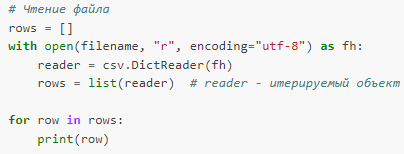 # Чтение файла
rows = []
with open(filename, "r", encoding="utf-8") as fh:
    reader = csv.DictReader(fh)
    rows = list(reader)  # reader - итерируемый объект

for row in rows:
    print(row)